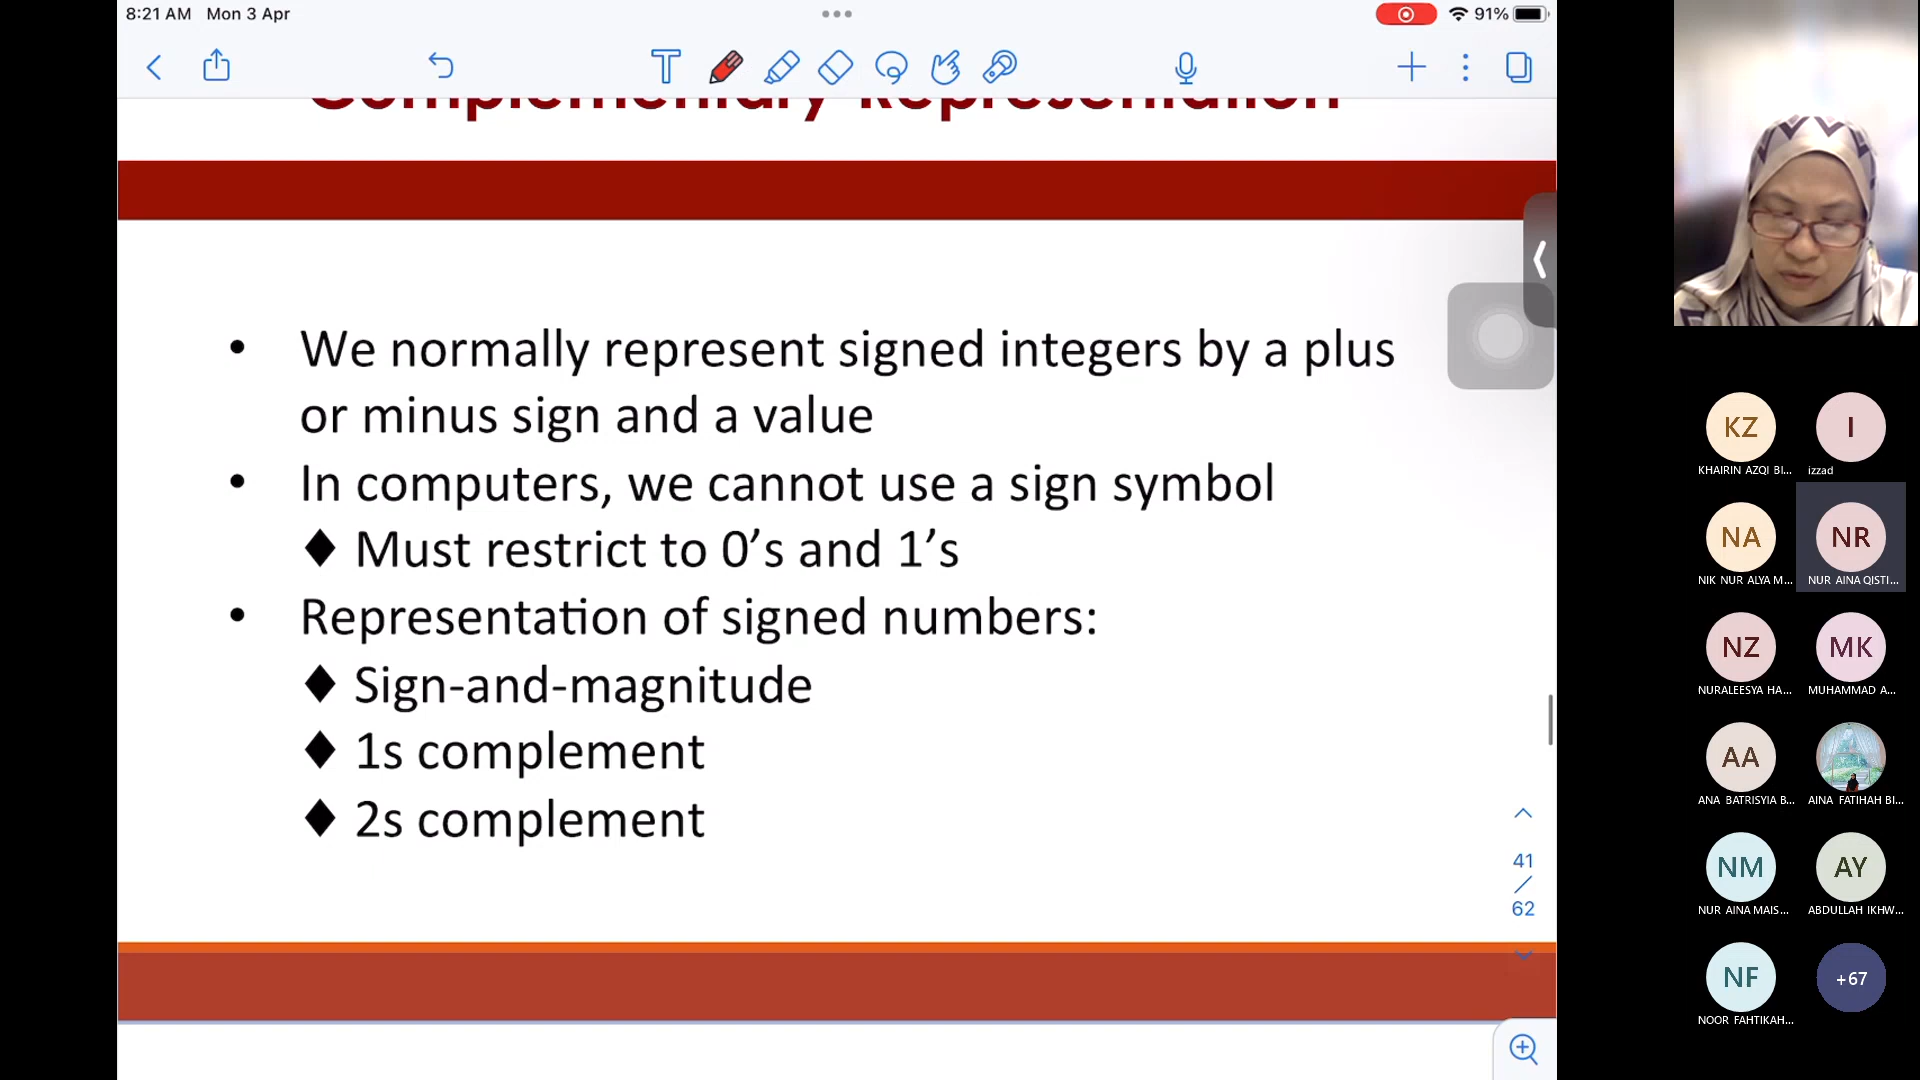 8:21 AM Mon 3 Apr
91%
Complementary Representation
• We normally represent signed integers by a plus
or minus sign and a value
• In computers, we cannot use a sign symbol
♦ Must restrict to 0’s and 1’s
• Representation of signed numbers:
♦ Sign-and-magnitude
♦ 1s complement
♦ 2s complement
41
/
62
KZ
KHAIRIN AZQI BI...
I
izzad
NA
NIK NUR ALYA M...
NR
NUR AINA QISTI...
NZ
NURALEESYA HA...
MK
MUHAMMAD A...
AA
ANA BATRISYIA B...
AINA FATIHAH BI...
NM
NUR AINA MAIS...
AY
ABDULLAH IKHW...
NF
NOOR FAHTIKAH...
+67